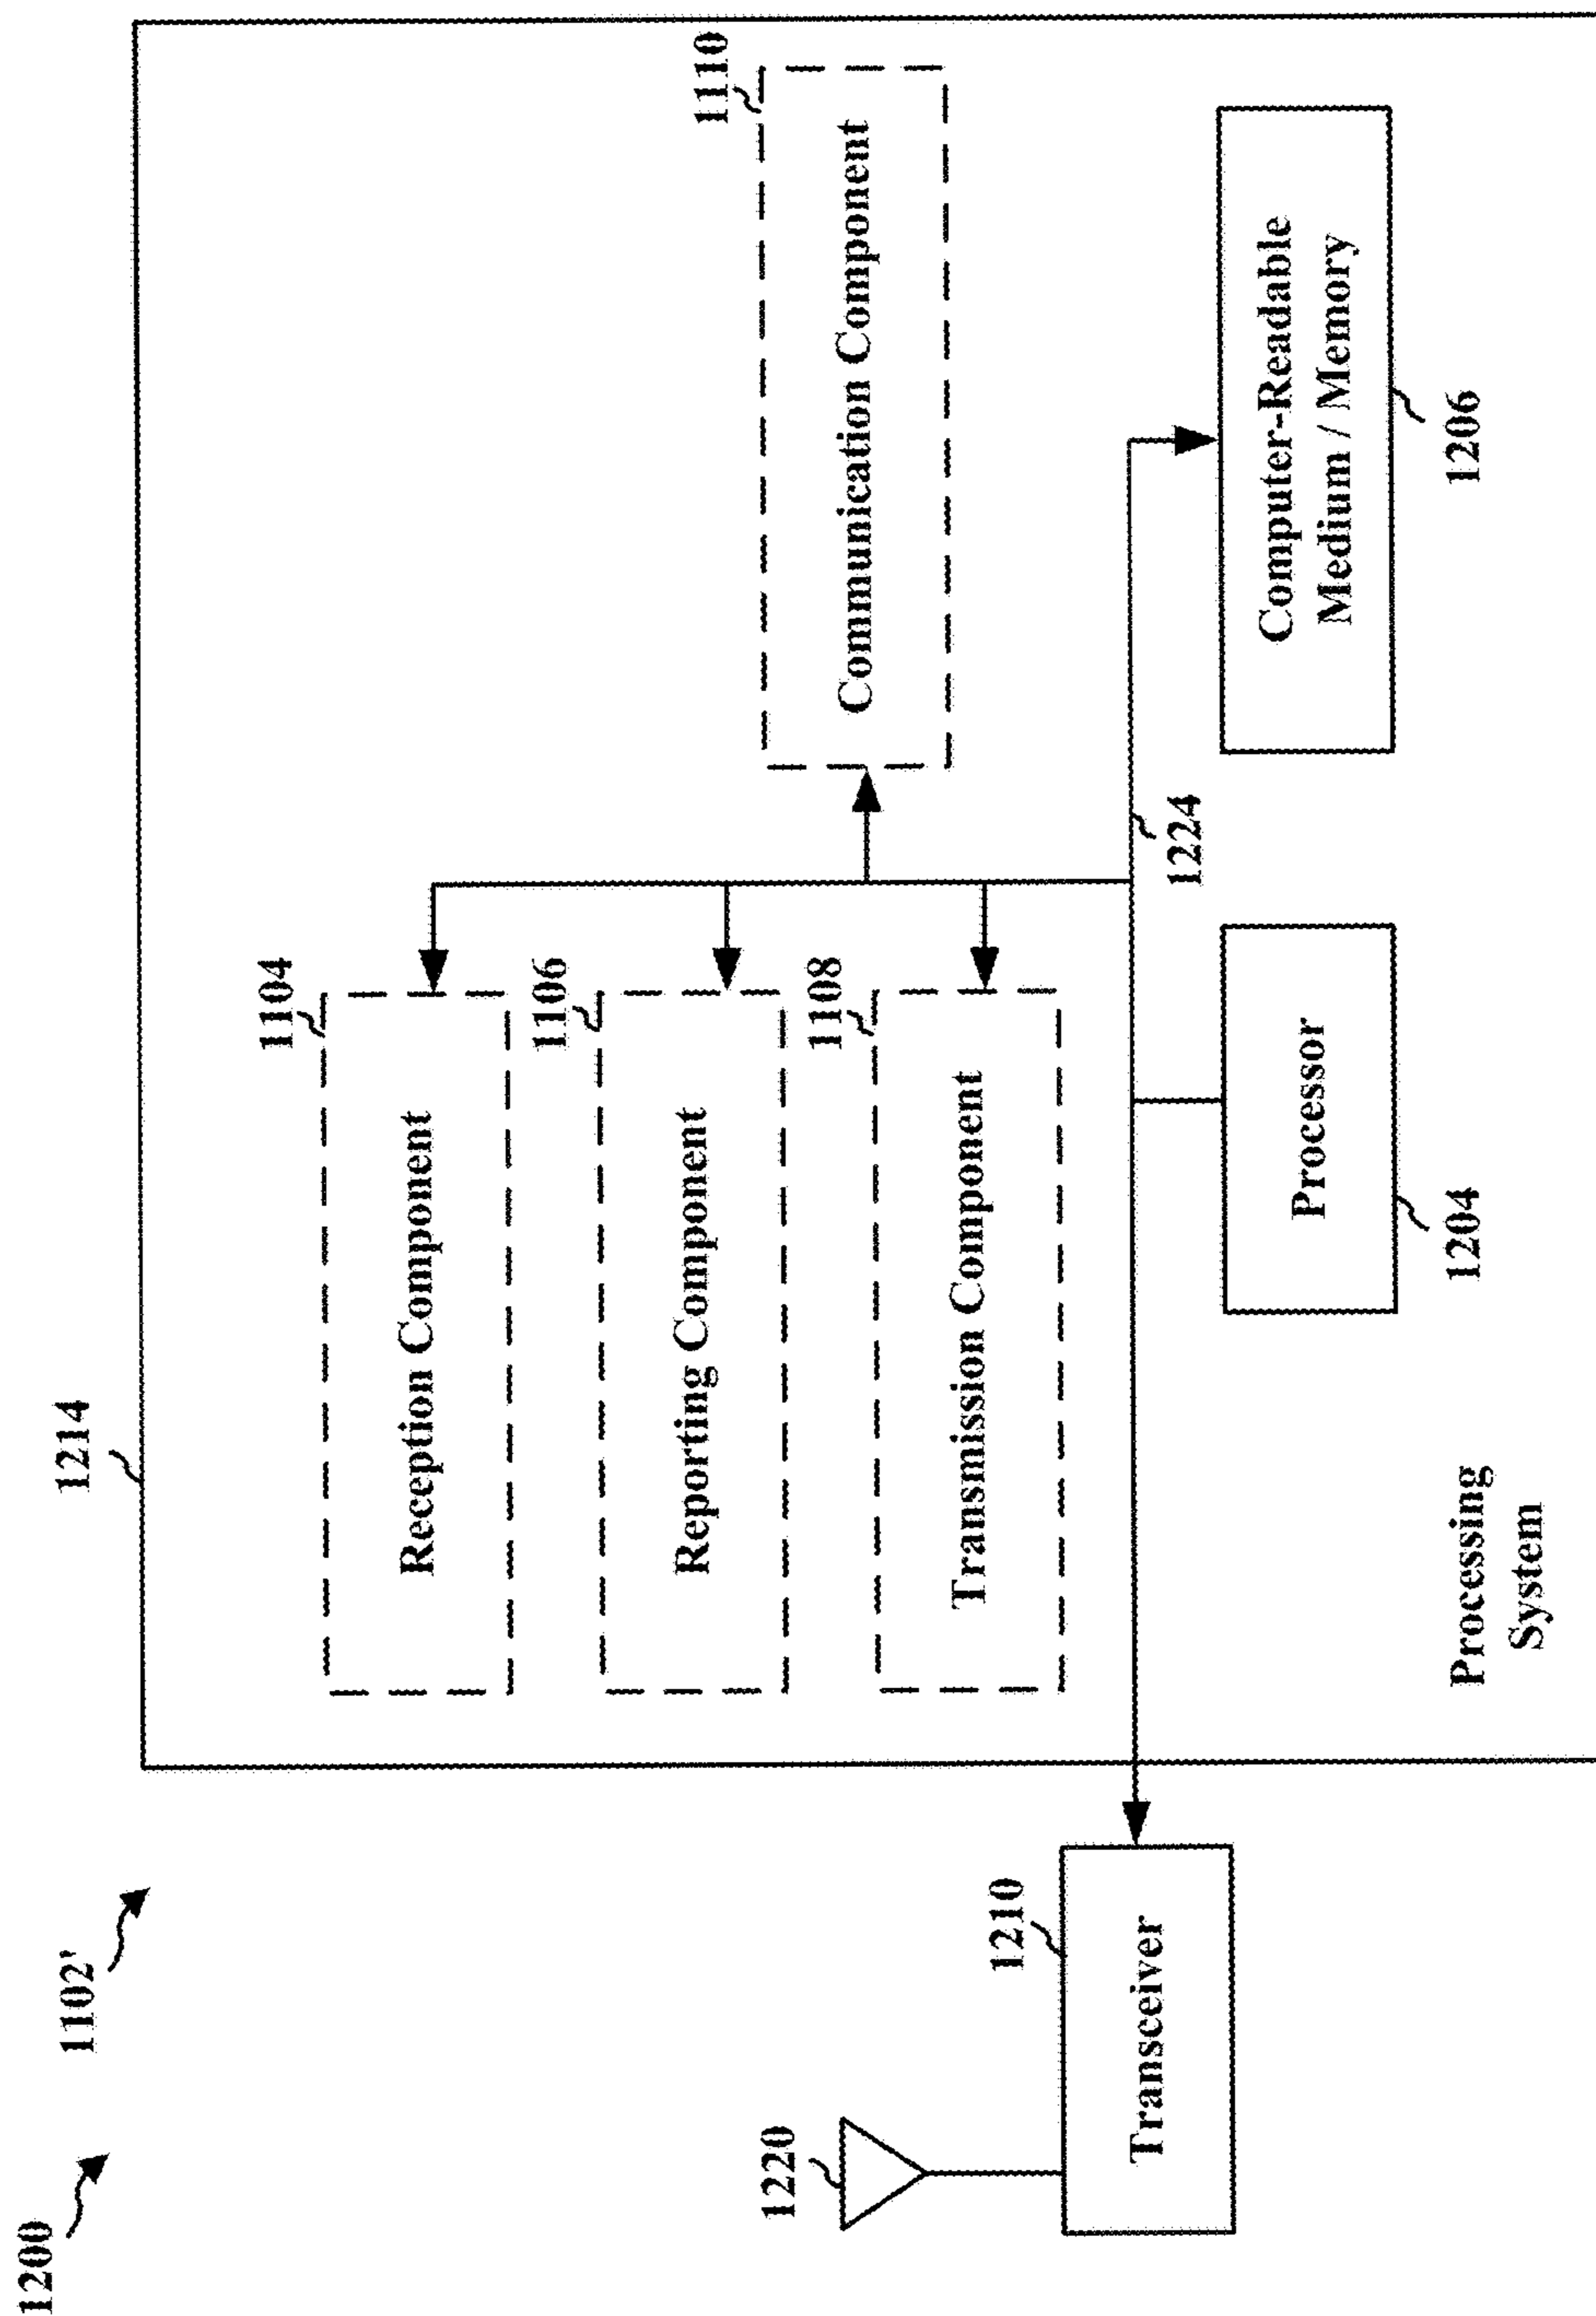 1200
1102'
1214
1104
Reception Component
1106
Reporting Component
1108
Transmission Component
1110
Communication Component
1220
1210
Transceiver
1224
Processor
1204
Computer-Readable
Medium / Memory
1206
Processing
System